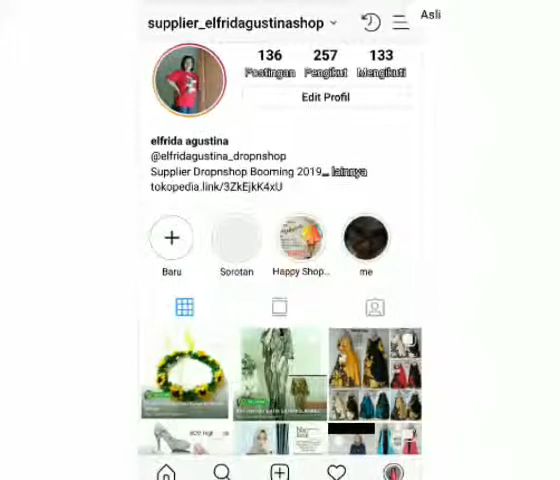 supplier_elfridagustinashop
Asli
136 257 133
Postingan Pengikut Mengikuti
Edit Profil
elfrida agustina
@elfridagustina_dropnshop
Supplier Dropnshop Booming 2019... lainnya
tokopedia.link/3ZkEjkK4xU
Baru Sorotan Happy Shop... me